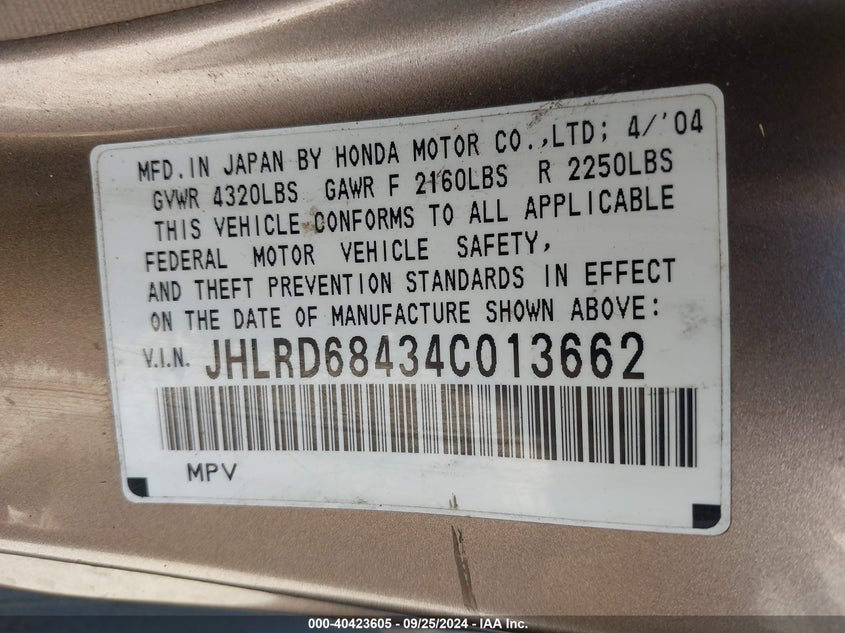 MFD.IN JAPAN BY HONDA MOTOR CO.,LTD; 4/'04
GVWR 4320LBS GAWR F 2160LBS R 2250LBS
THIS VEHICLE CONFORMS TO ALL APPLICABLE
FEDERAL MOTOR VEHICLE SAFETY,
AND THEFT PREVENTION STANDARDS IN EFFECT
ON THE DATE OF MANUFACTURE SHOWN ABOVE:
V.I.N. JHLRD68434C013662
MPV
000-40423605 - 09/25/2024 - IAA Inc.